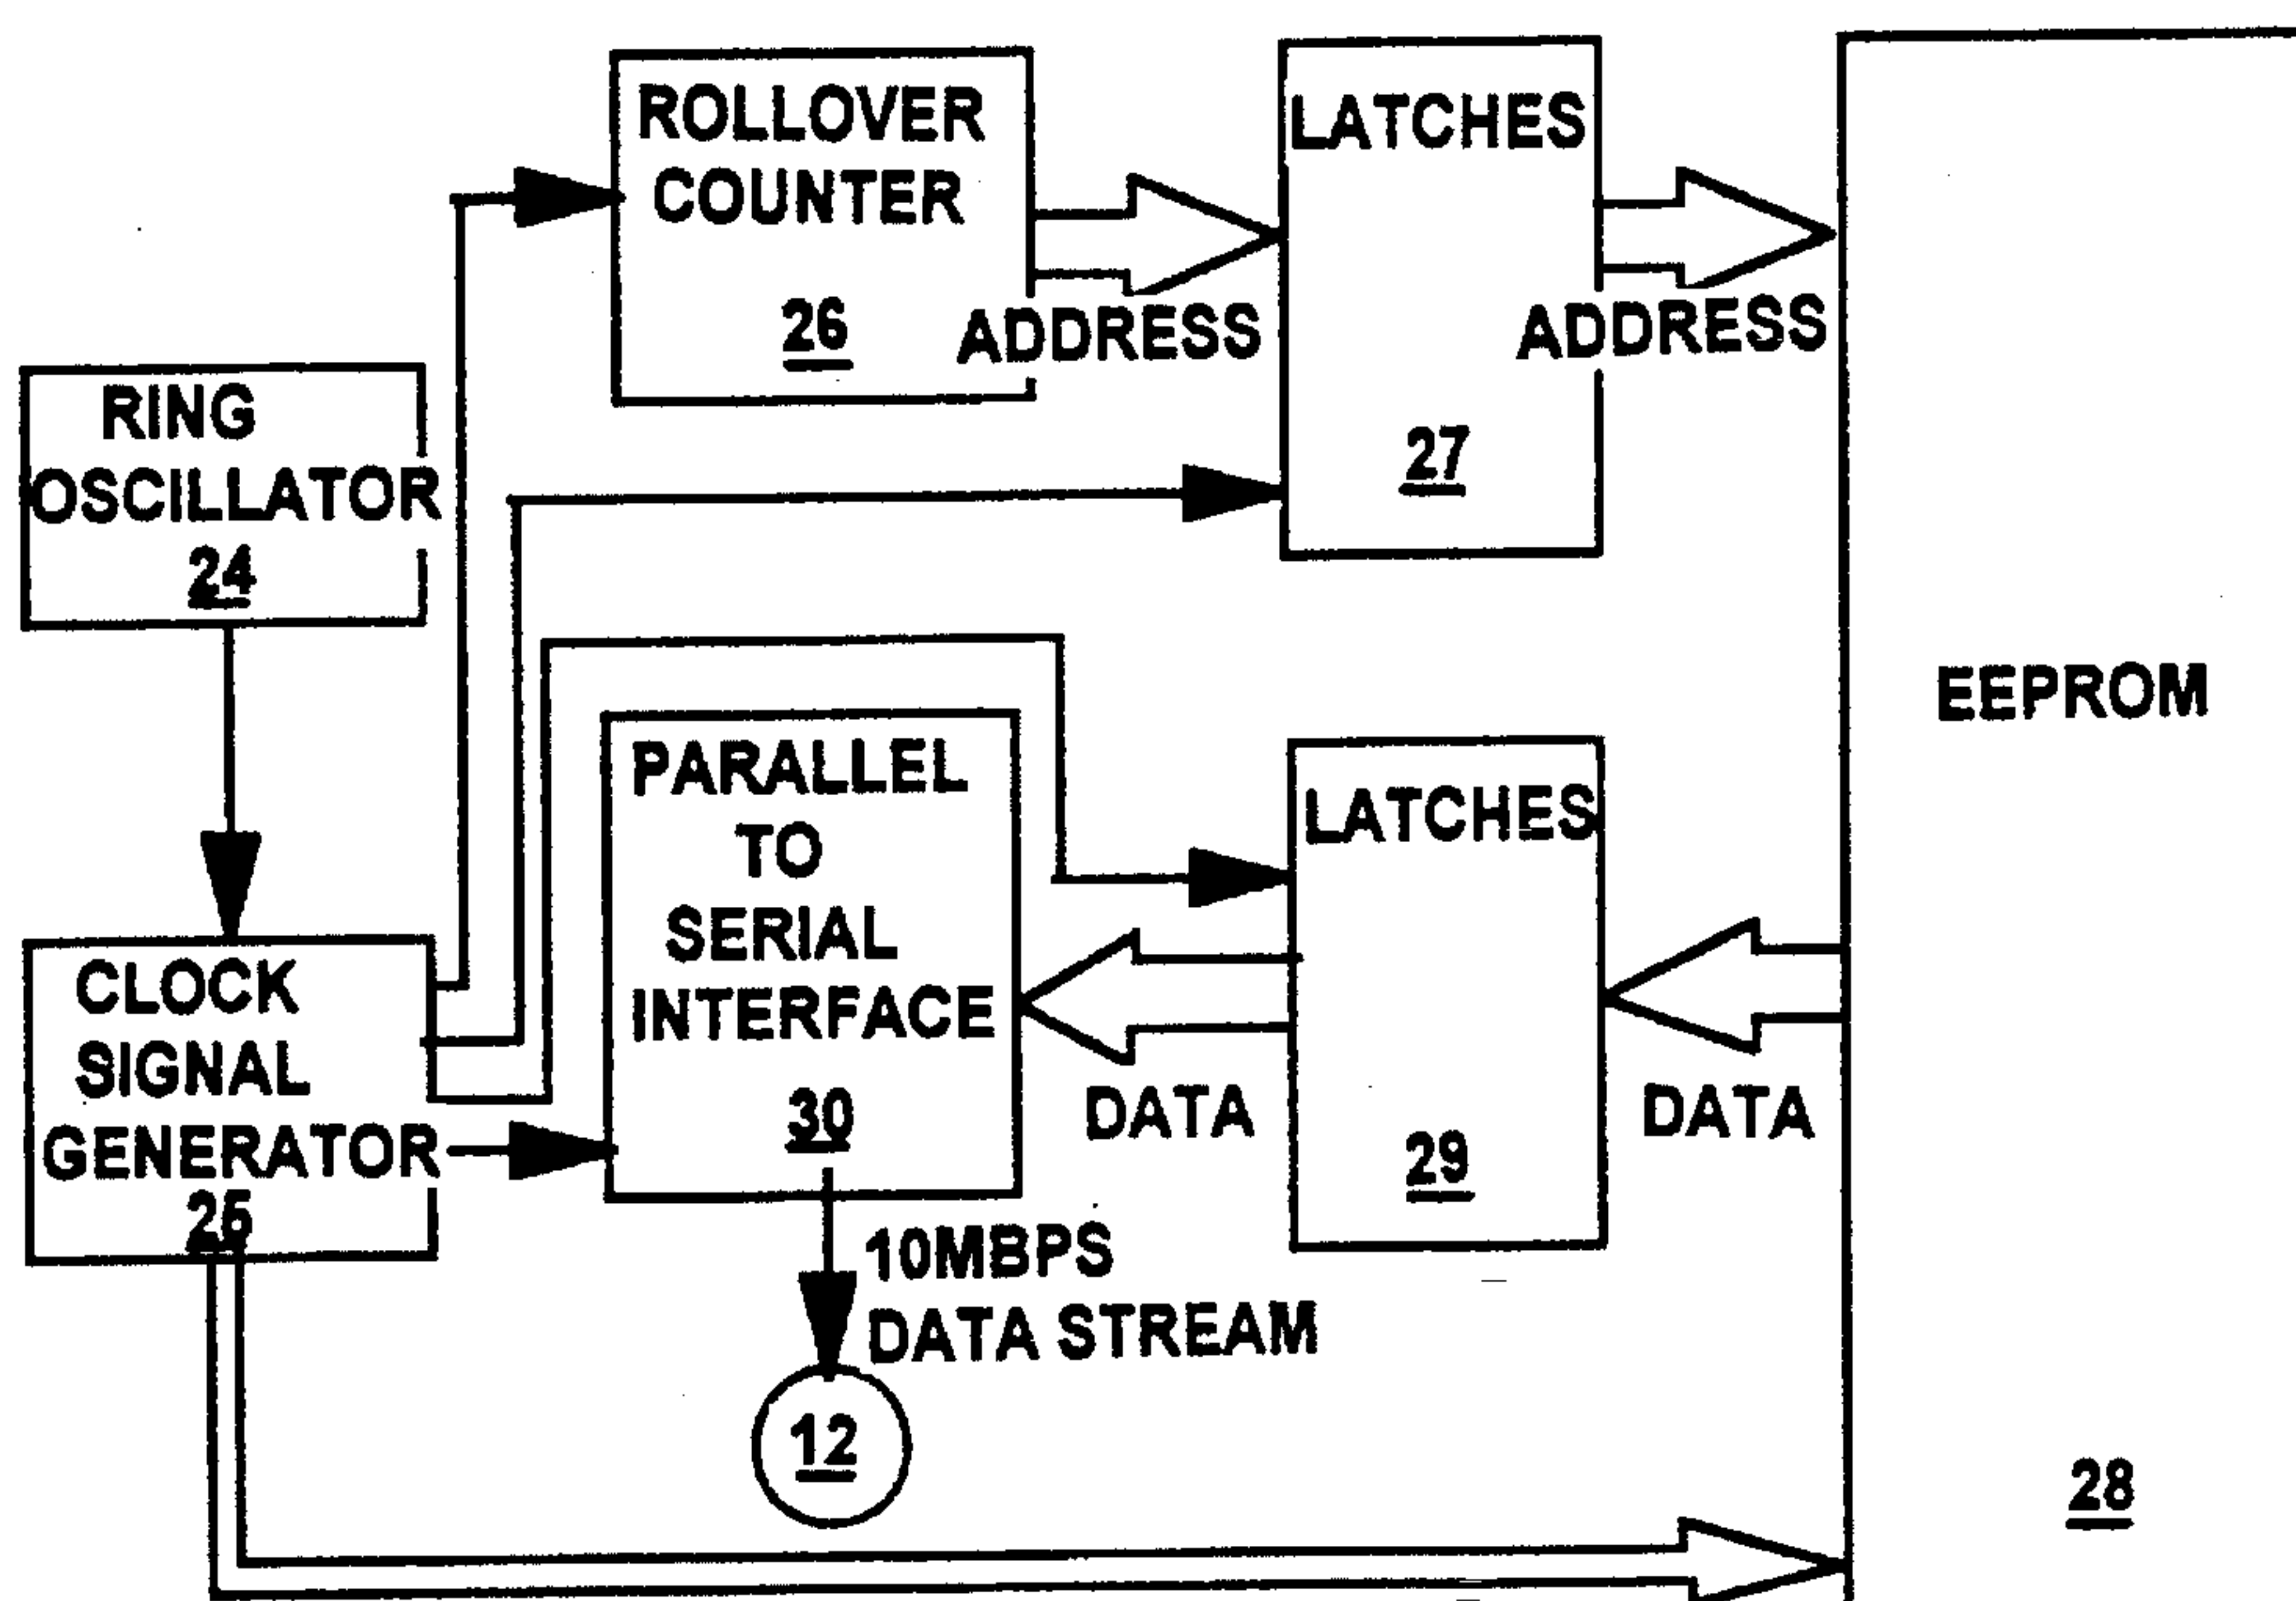 ROLLOVER
COUNTER
26
ADDRESS
LATCHES
27
ADDRESS
RING
OSCILLATOR
24
EEPROM
28
PARALLEL
TO
SERIAL
INTERFACE
30
LATCHES
29
DATA
DATA
CLOCK
SIGNAL
GENERATOR
25
10MBPS
DATA STREAM
12